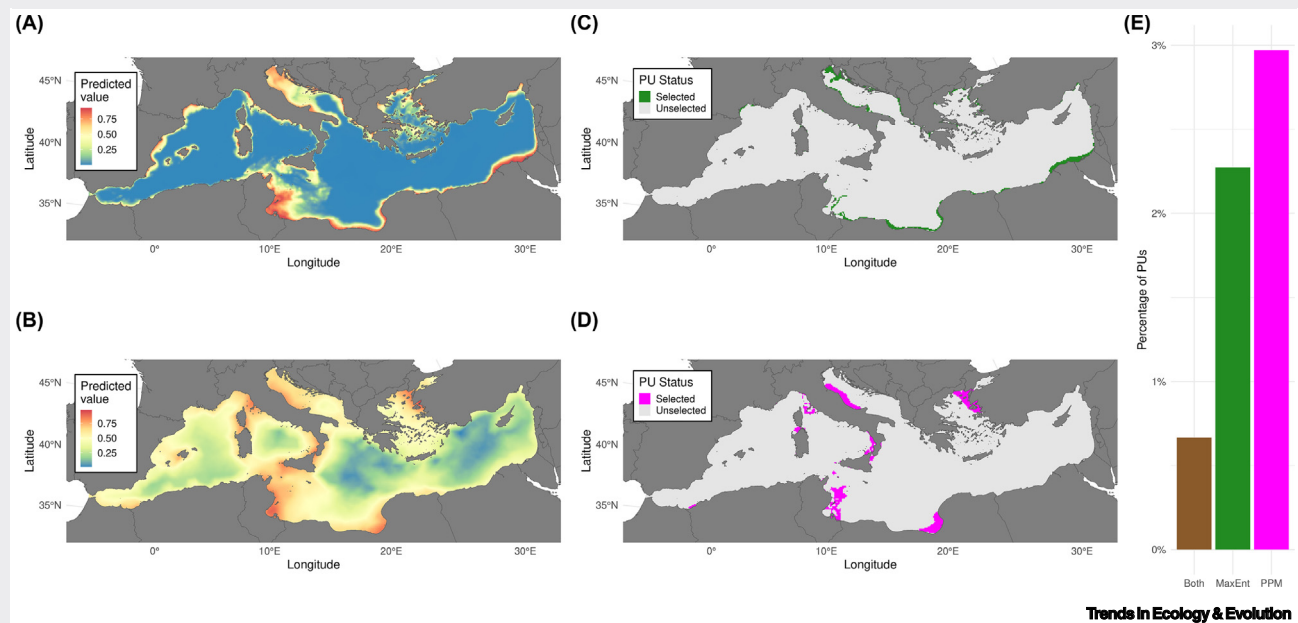 (A)
Predicted
value
0.75
0.50
0.25
45°N
40°N
35°N
Latitude
0°
10°E
20°E
30°E
Longitude
(B)
Predicted
value
0.75
0.50
0.25
45°N
40°N
35°N
Latitude
0°
10°E
20°E
30°E
Longitude
(C)
PU Status
Selected
Unselected
45°N
40°N
35°N
Latitude
0°
10°E
20°E
30°E
Longitude
(D)
PU Status
Selected
Unselected
45°N
40°N
35°N
Latitude
0°
10°E
20°E
30°E
Longitude
(E)
3%
2%
1%
0%
Percentage of PUs
Both MaxEnt PPM
Trends in Ecology & Evolution